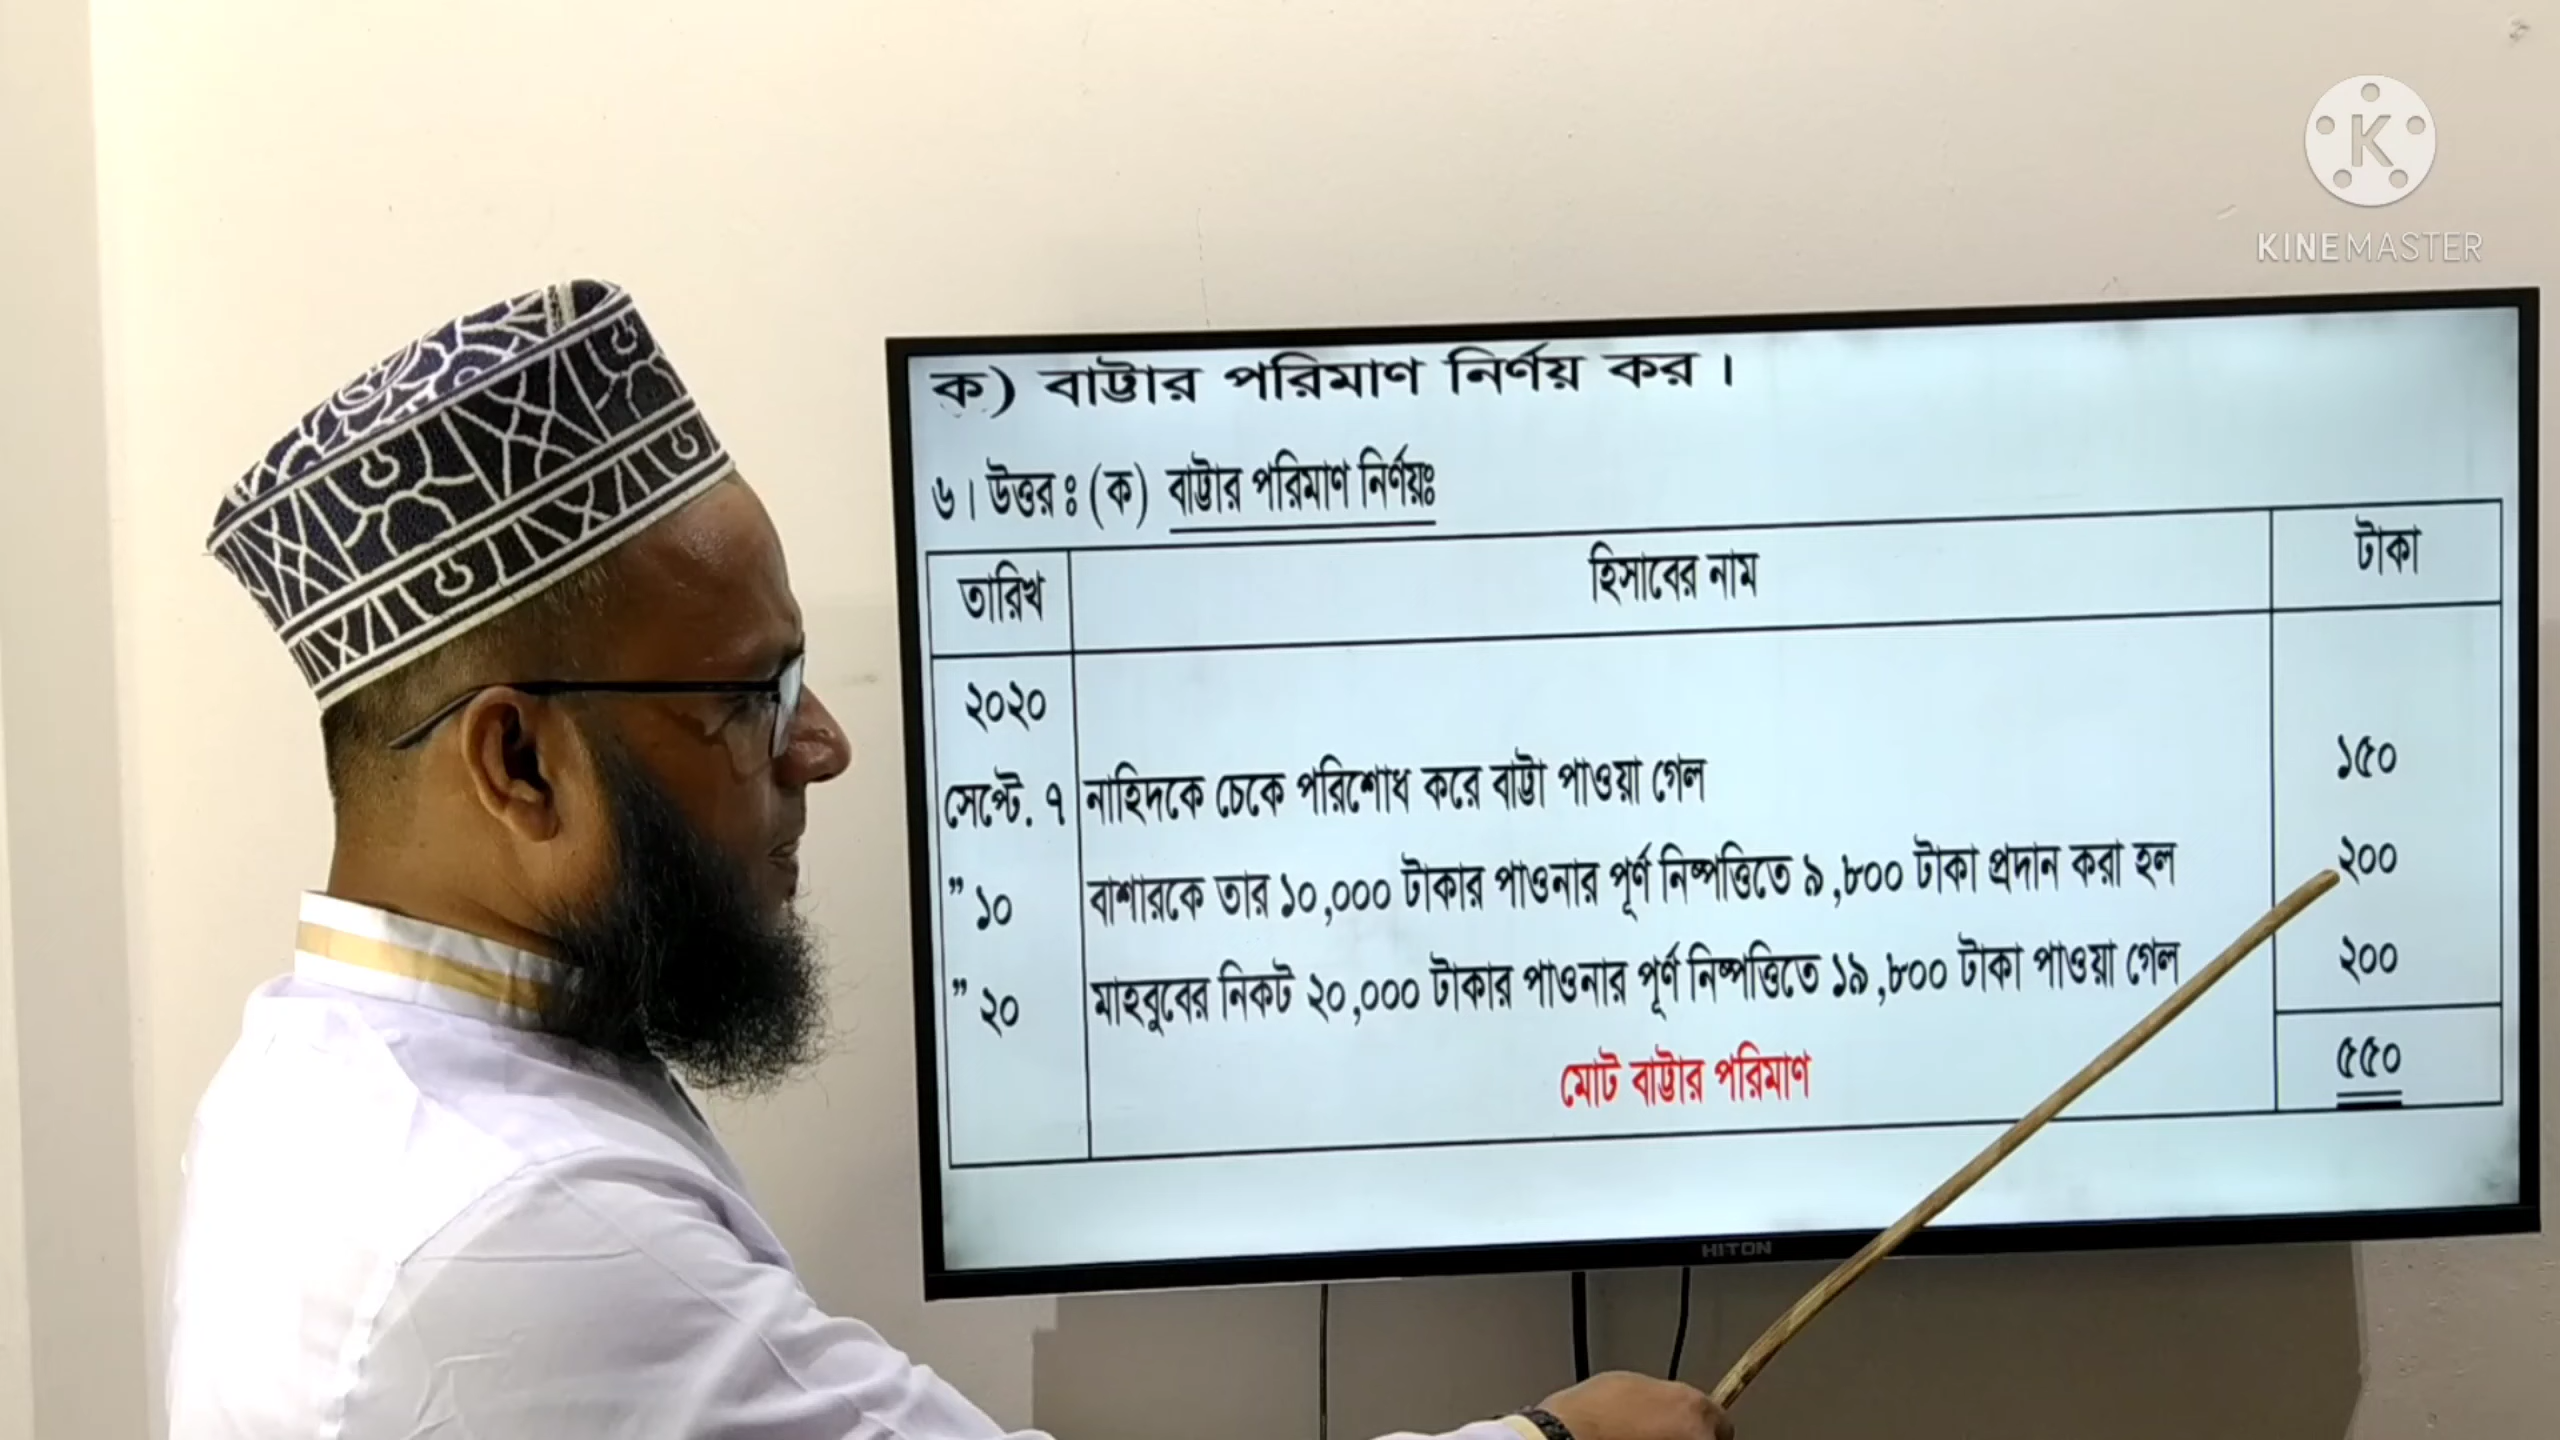 K
KINEMASTER
ক) বাট্টার পরিমাণ নির্ণয় কর ।
৬। উত্তর ঃ (ক) বাট্টার পরিমাণ নির্ণয়ঃ
তারিখ হিসাবের নাম টাকা
২০২০
সেপ্টে. ৭ নাহিদকে চেকে পরিশোধ করে বাট্টা পাওয়া গেল ১৫০
” ১০ বাশারকে তার ১০,০০০ টাকার পাওনার পূর্ণ নিষ্পত্তিতে ৯,৮০০ টাকা প্রদান করা হল ২০০
” ২০ মাহবুবের নিকট ২০,০০০ টাকার পাওনার পূর্ণ নিষ্পত্তিতে ১৯,৮০০ টাকা পাওয়া গেল ২০০
মোট বাট্টার পরিমাণ ৫৫০
HITON